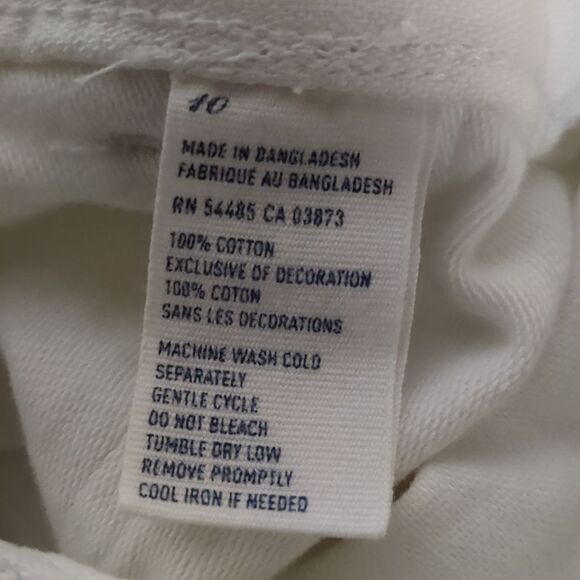 10
MADE IN BANGLADESH
FABRIQUÉ AU BANGLADESH
RN 54485 CA 03873
100% COTTON
EXCLUSIVE OF DECORATION
100% COTON
SANS LES DECORATIONS
MACHINE WASH COLD
SEPARATELY
GENTLE CYCLE
DO NOT BLEACH
TUMBLE DRY LOW
REMOVE PROMPTLY
COOL IRON IF NEEDED